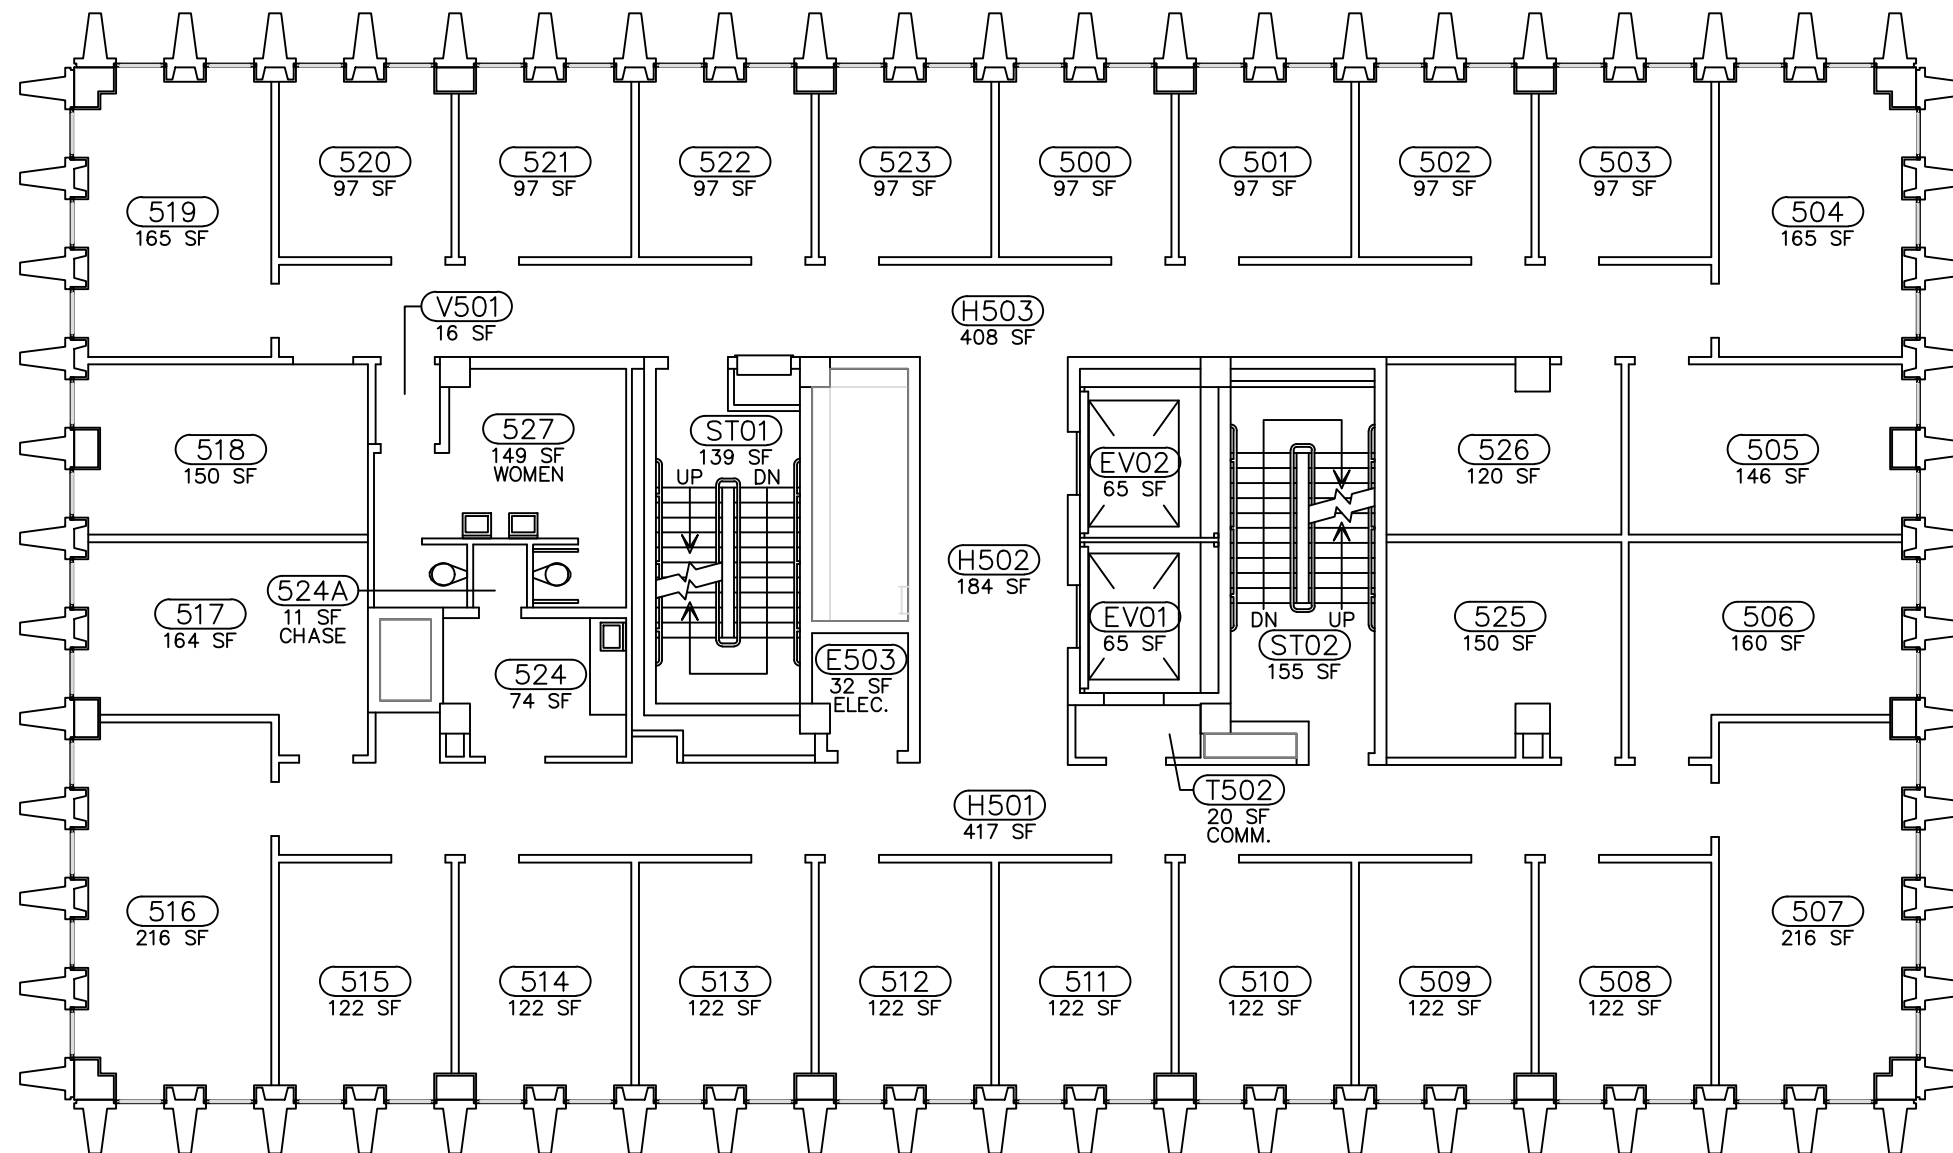 520
97 SF
521
97 SF
522
97 SF
523
97 SF
500
97 SF
501
97 SF
502
97 SF
503
97 SF
519
165 SF
504
165 SF
V501
16 SF
H503
408 SF
518
150 SF
527
149 SF
WOMEN
ST01
139 SF
UP
DN
EV02
65 SF
526
120 SF
505
146 SF
H502
184 SF
524A
11 SF
CHASE
517
164 SF
EV01
65 SF
DN
UP
ST02
155 SF
525
150 SF
506
160 SF
524
74 SF
E503
32 SF
ELEC.
H501
417 SF
T502
20 SF
COMM.
516
216 SF
507
216 SF
515
122 SF
514
122 SF
513
122 SF
512
122 SF
511
122 SF
510
122 SF
509
122 SF
508
122 SF